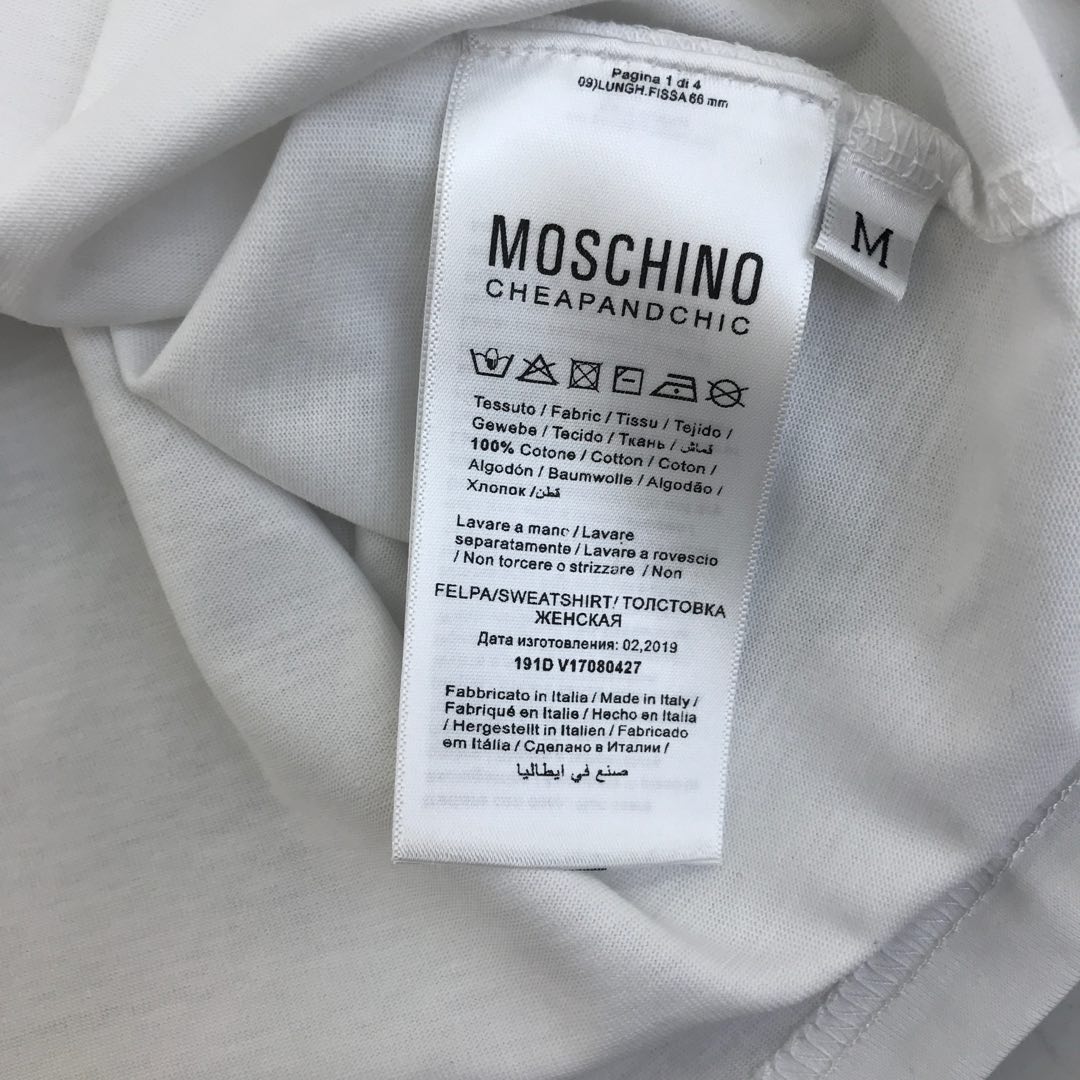 Pagina 1 di 4
09)LUNGH.FISSA 66 mm
MOSCHINO
CHEAPANDCHIC
M
Tessuto / Fabric / Tissu / Tejido /
Gewebe / Tecido / Ткань / قماش
100% Cotone / Cotton / Coton /
Algodón / Baumwolle / Algodão /
Хлопок /قطن
Lavare a mano / Lavare
separatamente / Lavare a rovescio
/ Non torcere o strizzare / Non
FELPA/SWEATSHIRT/ ТОЛСТОВКА
ЖЕНСКАЯ
Дата изготовления: 02,2019
191D V17080427
Fabbricato in Italia / Made in Italy /
Fabriqué en Italie / Hecho en Italia
/ Hergestellt in Italien / Fabricado
em Itália / Сделано в Италии /
صنع في ايطاليا